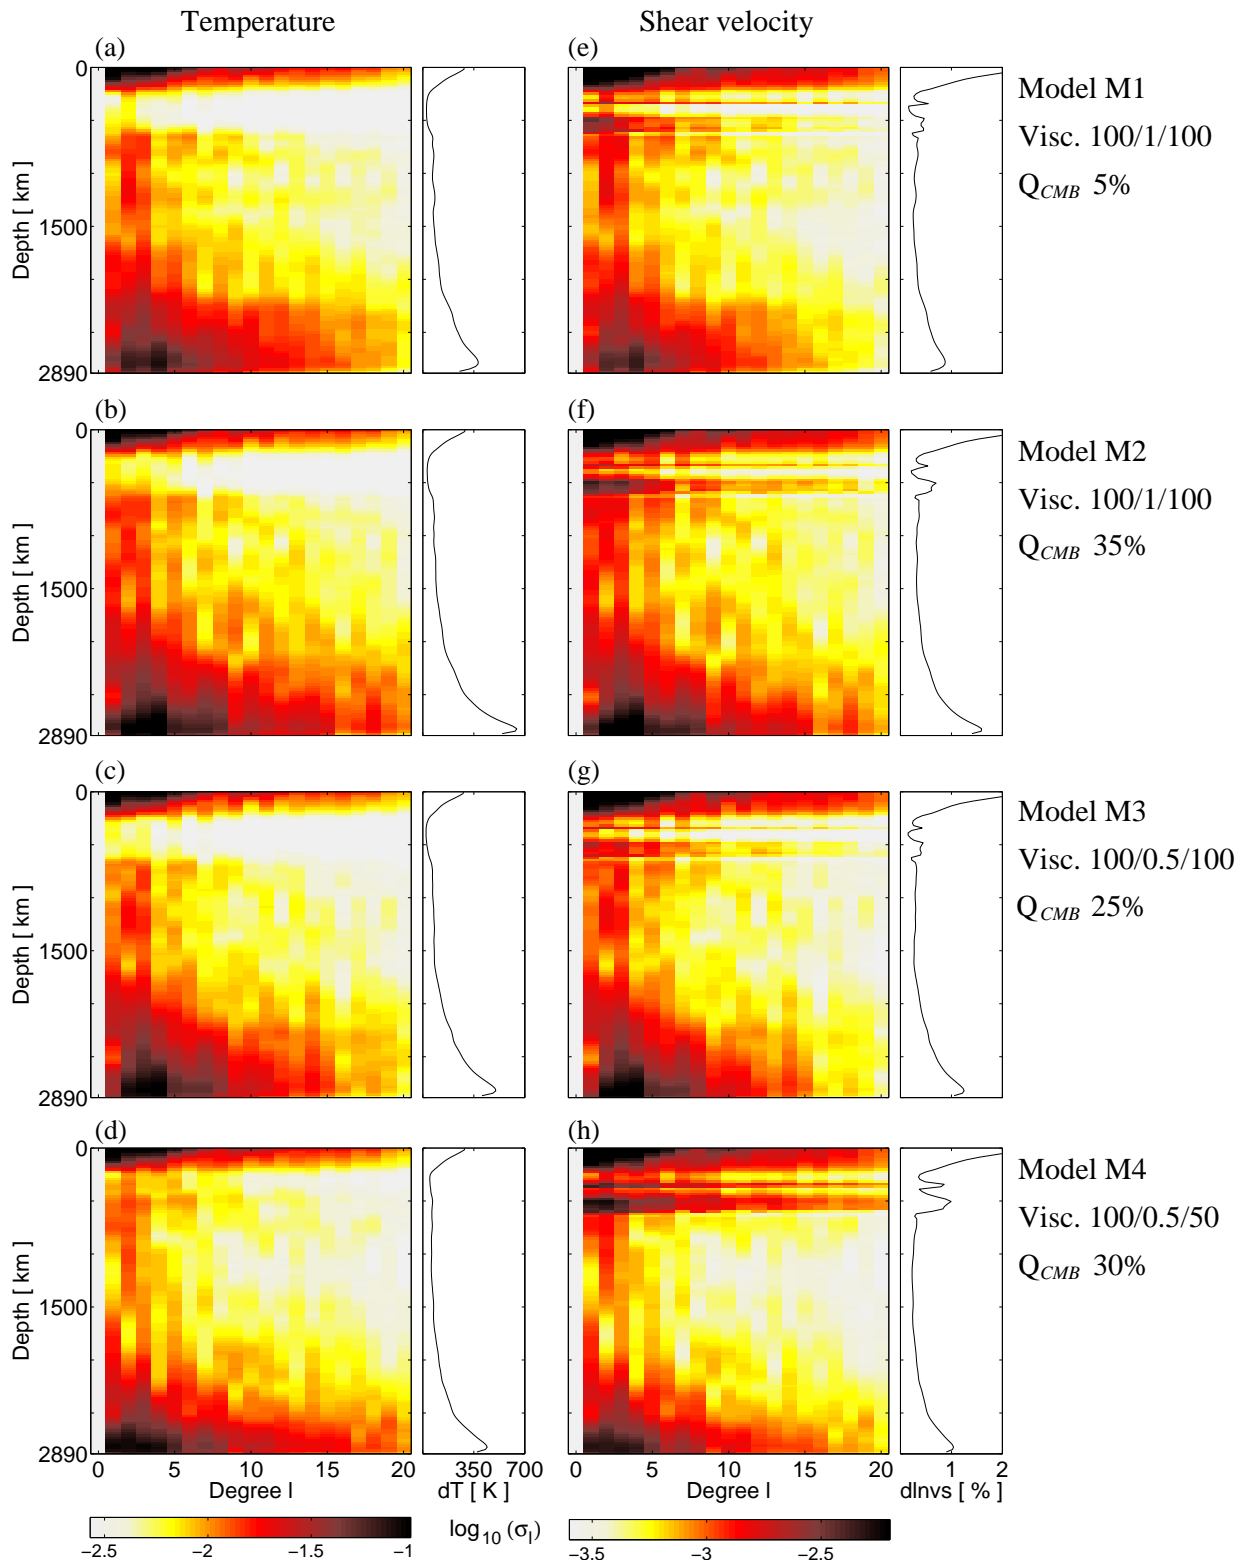 Temperature
Shear velocity
(a)
(e)
0
1500
2890
Depth [ km ]
Model M1
Visc. 100/1/100
Q_CMB 5%
(b)
(f)
0
1500
2890
Depth [ km ]
Model M2
Visc. 100/1/100
Q_CMB 35%
(c)
(g)
0
1500
2890
Depth [ km ]
Model M3
Visc. 100/0.5/100
Q_CMB 25%
(d)
(h)
0
1500
2890
Depth [ km ]
Model M4
Visc. 100/0.5/50
Q_CMB 30%
0 5 10 15 20
350 700
0 5 10 15 20
1 2
Degree l
dT [ K ]
Degree l
dlnvs [ % ]
log10 (σl)
−2.5 −2 −1.5 −1
−3.5 −3 −2.5